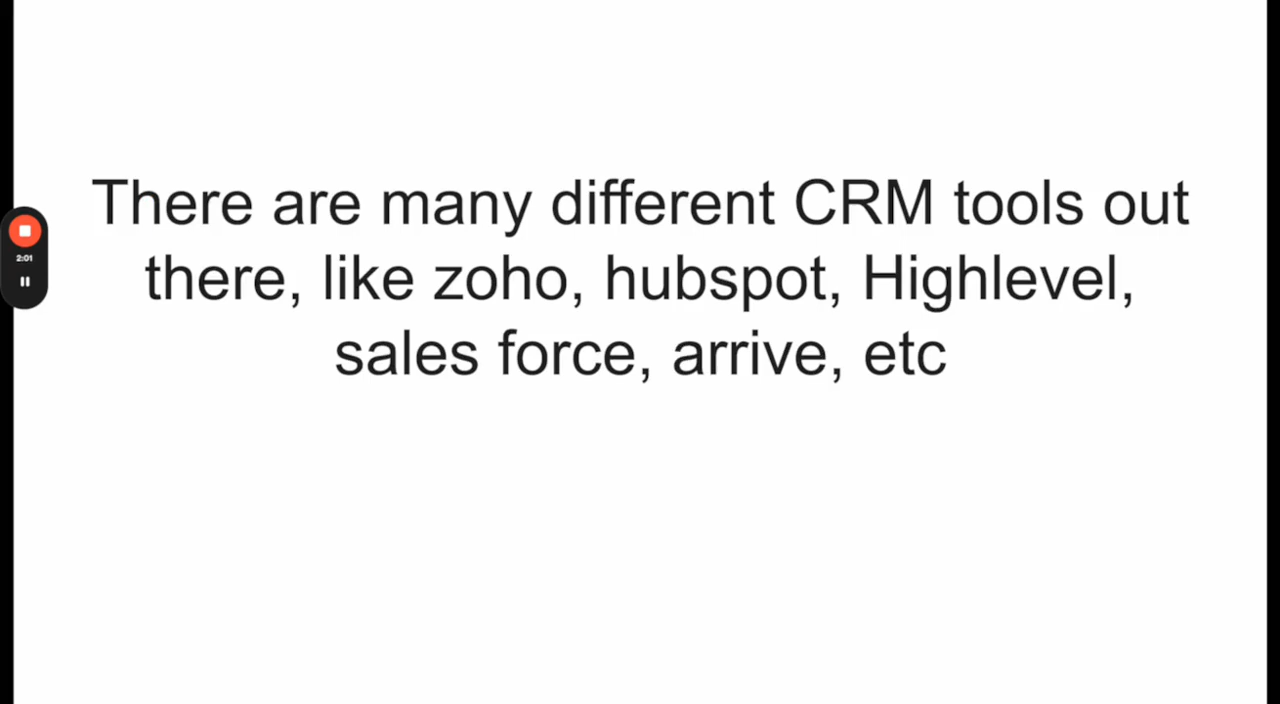 There are many different CRM tools out
there, like zoho, hubspot, Highlevel,
sales force, arrive, etc
2:01